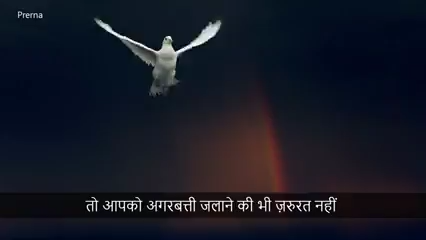 Prerna
तो आपको अगरबत्ती जलाने की भी ज़रुरत नहीं